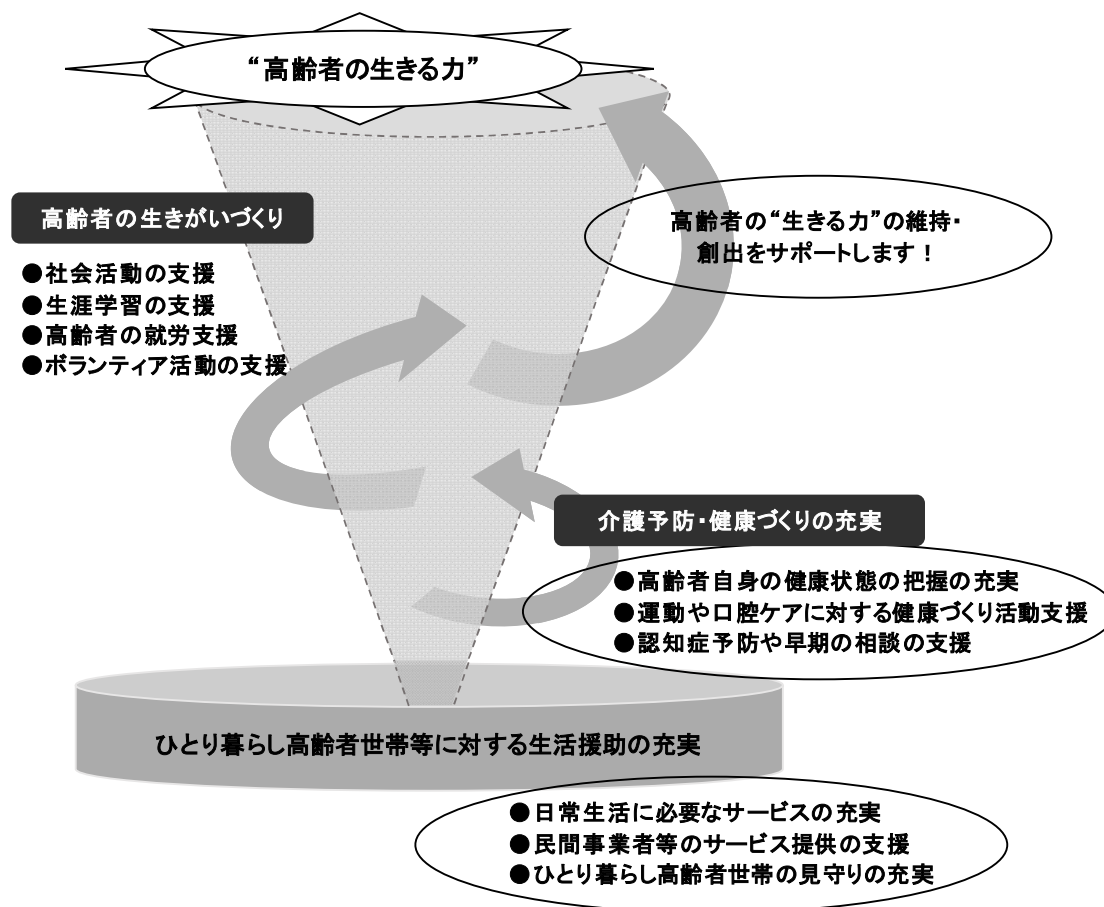 “高齢者の生きる力”
高齢者の生きがいづくり
●社会活動の支援
●生涯学習の支援
●高齢者の就労支援
●ボランティア活動の支援
高齢者の“生きる力”の維持・
創出をサポートします！
介護予防・健康づくりの充実
●高齢者自身の健康状態の把握の充実
●運動や口腔ケアに対する健康づくり活動支援
●認知症予防や早期の相談の支援
ひとり暮らし高齢者世帯等に対する生活援助の充実
●日常生活に必要なサービスの充実
●民間事業者等のサービス提供の支援
●ひとり暮らし高齢者世帯の見守りの充実